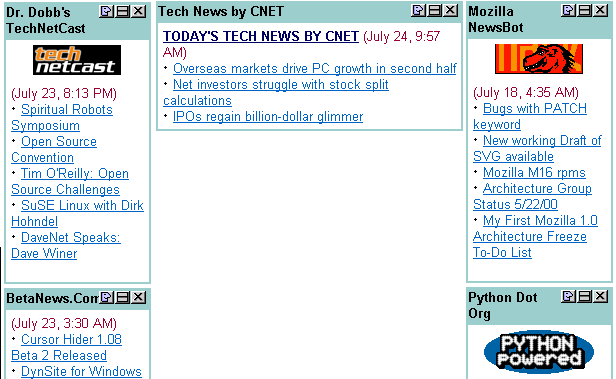 Dr. Dobb's
TechNetCast
tech
netcast
(July 23, 8:13 PM)
· Spiritual Robots
Symposium
· Open Source
Convention
· Tim O'Reilly: Open
Source Challenges
· SuSE Linux with Dirk
Hohndel
· DaveNet Speaks:
Dave Winer
BetaNews.Com
(July 23, 3:30 AM)
· Cursor Hider 1.08
Beta 2 Released
· DynSite for Windows
Tech News by CNET
TODAY'S TECH NEWS BY CNET (July 24, 9:57
AM)
· Overseas markets drive PC growth in second half
· Net investors struggle with stock split
calculations
· IPOs regain billion-dollar glimmer
Mozilla
NewsBot
(July 18, 4:35 AM)
· Bugs with PATCH
keyword
· New working Draft of
SVG available
· Mozilla M16 rpms
· Architecture Group
Status 5/22/00
· My First Mozilla 1.0
Architecture Freeze
To-Do List
Python Dot
Org
PYTHON
Powered